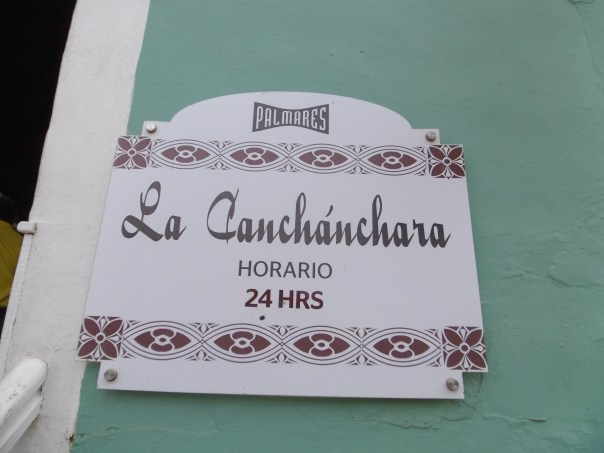 PALMARES
La Canchánchara
HORARIO
24 HRS